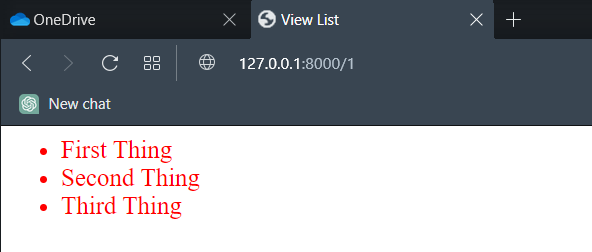 OneDrive View List
127.0.0.1:8000/1
New chat
First Thing
Second Thing
Third Thing